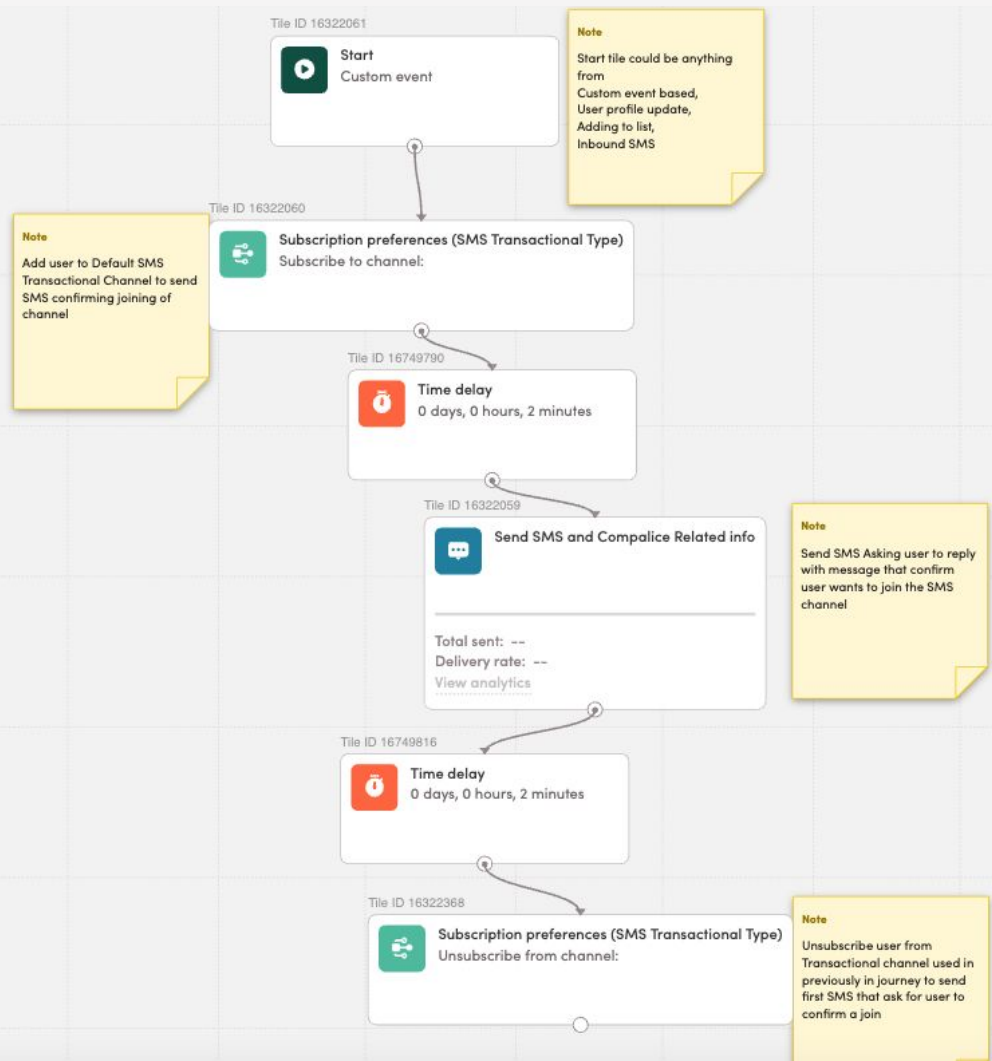 Tile ID 16322061
Start
Custom event
Note
Start tile could be anything
from
Custom event based,
User profile update,
Adding to list,
Inbound SMS
Tile ID 16322060
Subscription preferences (SMS Transactional Type)
Subscribe to channel:
Note
Add user to Default SMS
Transactional Channel to send
SMS confirming joining of
channel
Tile ID 16749790
Time delay
0 days, 0 hours, 2 minutes
Tile ID 16322059
Send SMS and Compalice Related info
Total sent: --
Delivery rate: --
View analytics
Note
Send SMS Asking user to reply
with message that confirm
user wants to join the SMS
channel
Tile ID 16749816
Time delay
0 days, 0 hours, 2 minutes
Tile ID 16322368
Subscription preferences (SMS Transactional Type)
Unsubscribe from channel:
Note
Unsubscribe user from
Transactional channel used in
previously in journey to send
first SMS that ask for user to
confirm a join